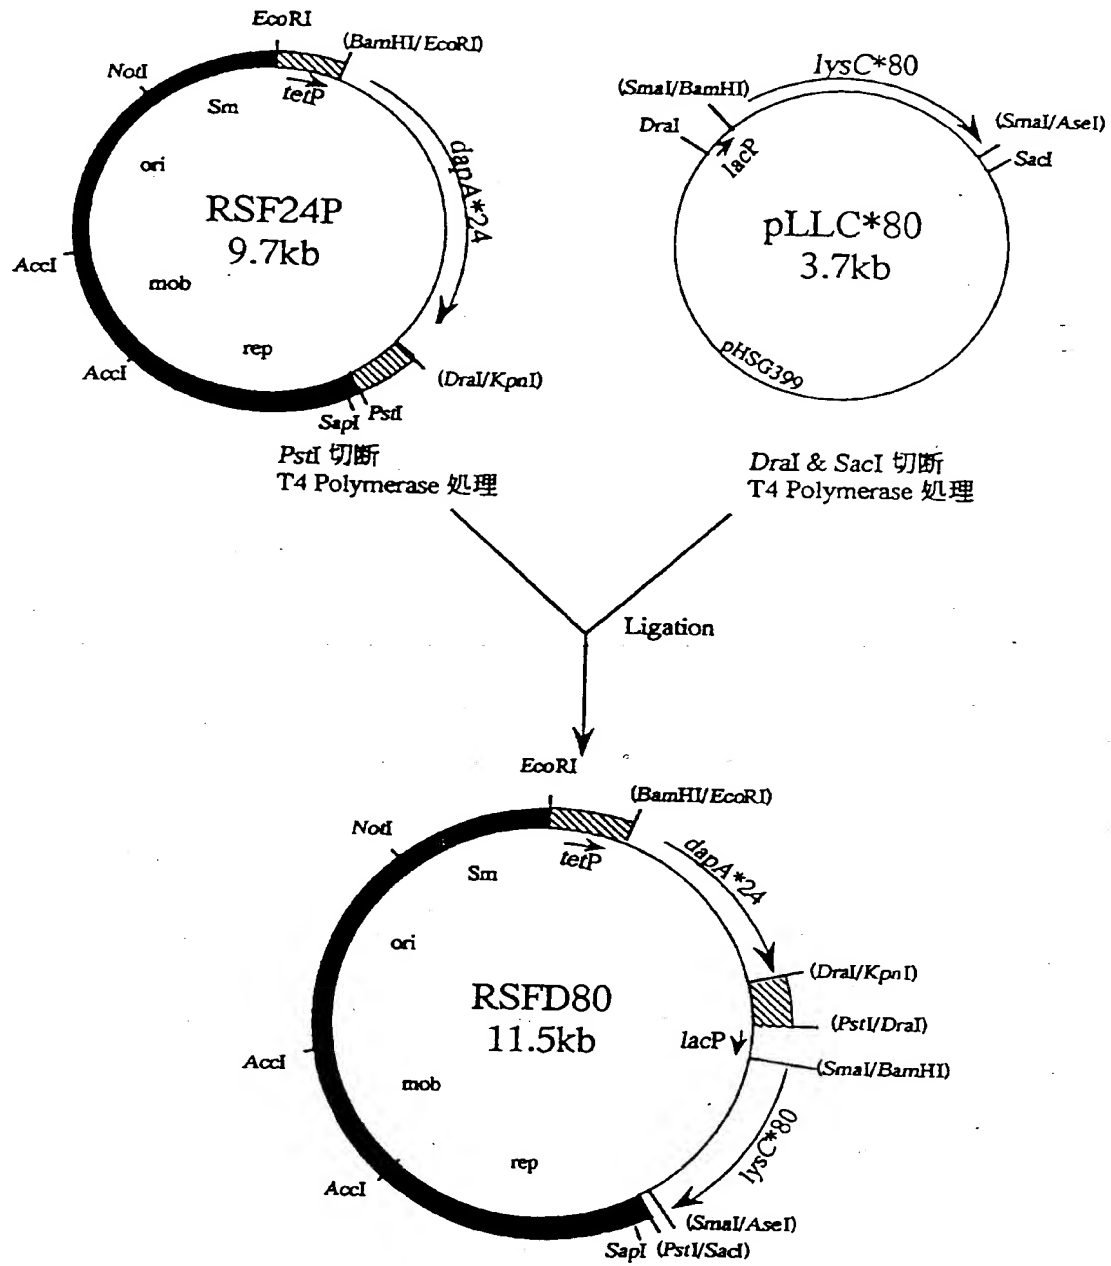 EcoRI
(BamHI/EcoRI)
NotI
tetP
Sm
ori
dapA*24
RSF24P
9.7kb
AccI
mob
rep
AccI
(DraI/KpnI)
SapI
PstI
lysC*80
(SmaI/BamHI)
DraI
lacP
(SmaI/AseI)
SacI
pLLC*80
3.7kb
pHSG399
PstI 切断
T4 Polymerase 処理
DraI & SacI 切断
T4 Polymerase 処理
Ligation
EcoRI
(BamHI/EcoRI)
NotI
tetP
Sm
dapA*24
ori
(DraI/KpnI)
RSFD80
11.5kb
(PstI/DraI)
lacP
(SmaI/BamHI)
AccI
mob
lysC*80
rep
AccI
(SmaI/AseI)
SapI (PstI/SacI)